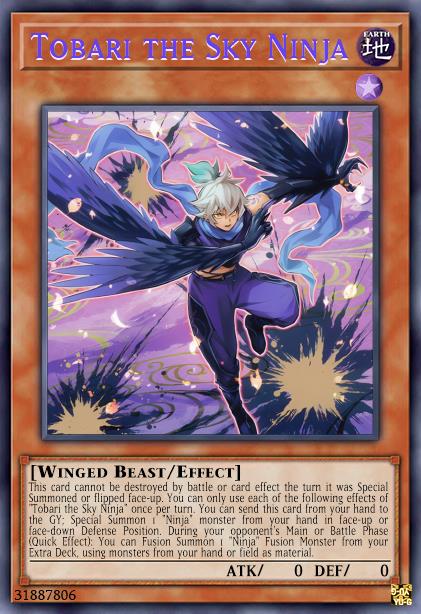 Tobari the Sky Ninja
EARTH
地
[Winged Beast/Effect]
This card cannot be destroyed by battle or card effect the turn it was Special
Summoned or flipped face-up. You can only use each of the following effects of
"Tobari the Sky Ninja" once per turn. You can send this card from your hand to
the GY; Special Summon 1 "Ninja" monster from your hand in face-up or
face-down Defense Position. During your opponent's Main or Battle Phase
(Quick Effect): You can Fusion Summon 1 "Ninja" Fusion Monster from your
Extra Deck, using monsters from your hand or field as material.
ATK/ 0 DEF/ 0
31887806